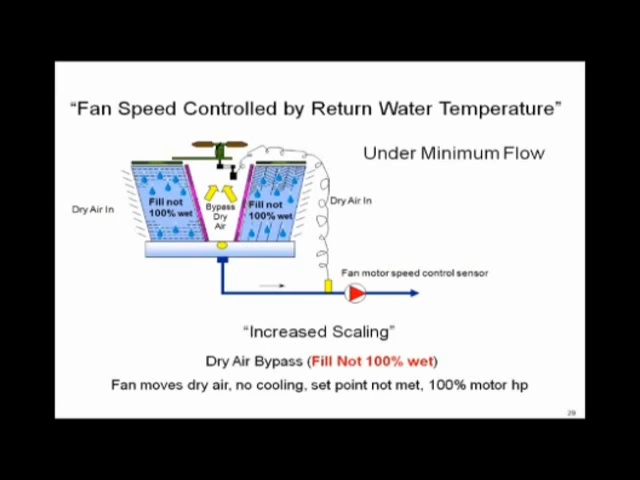 "Fan Speed Controlled by Return Water Temperature"
Under Minimum Flow
Dry Air In
Fill not
100% wet
Bypass
Dry
Air
Fill not
100% wet
Dry Air In
Fan motor speed control sensor
"Increased Scaling"
Dry Air Bypass (Fill Not 100% wet)
Fan moves dry air, no cooling, set point not met, 100% motor hp
29